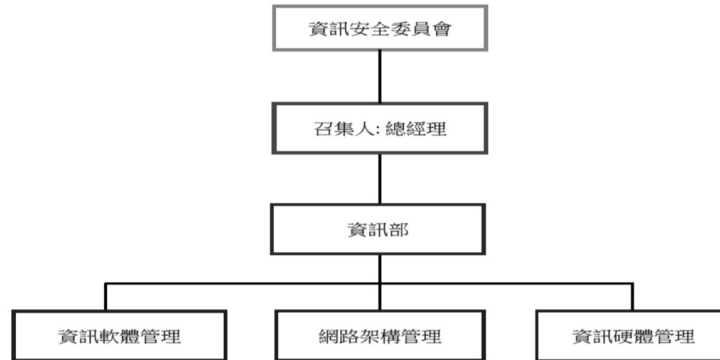 資訊安全委員會
召集人: 總經理
資訊部
資訊軟體管理
網路架構管理
資訊硬體管理